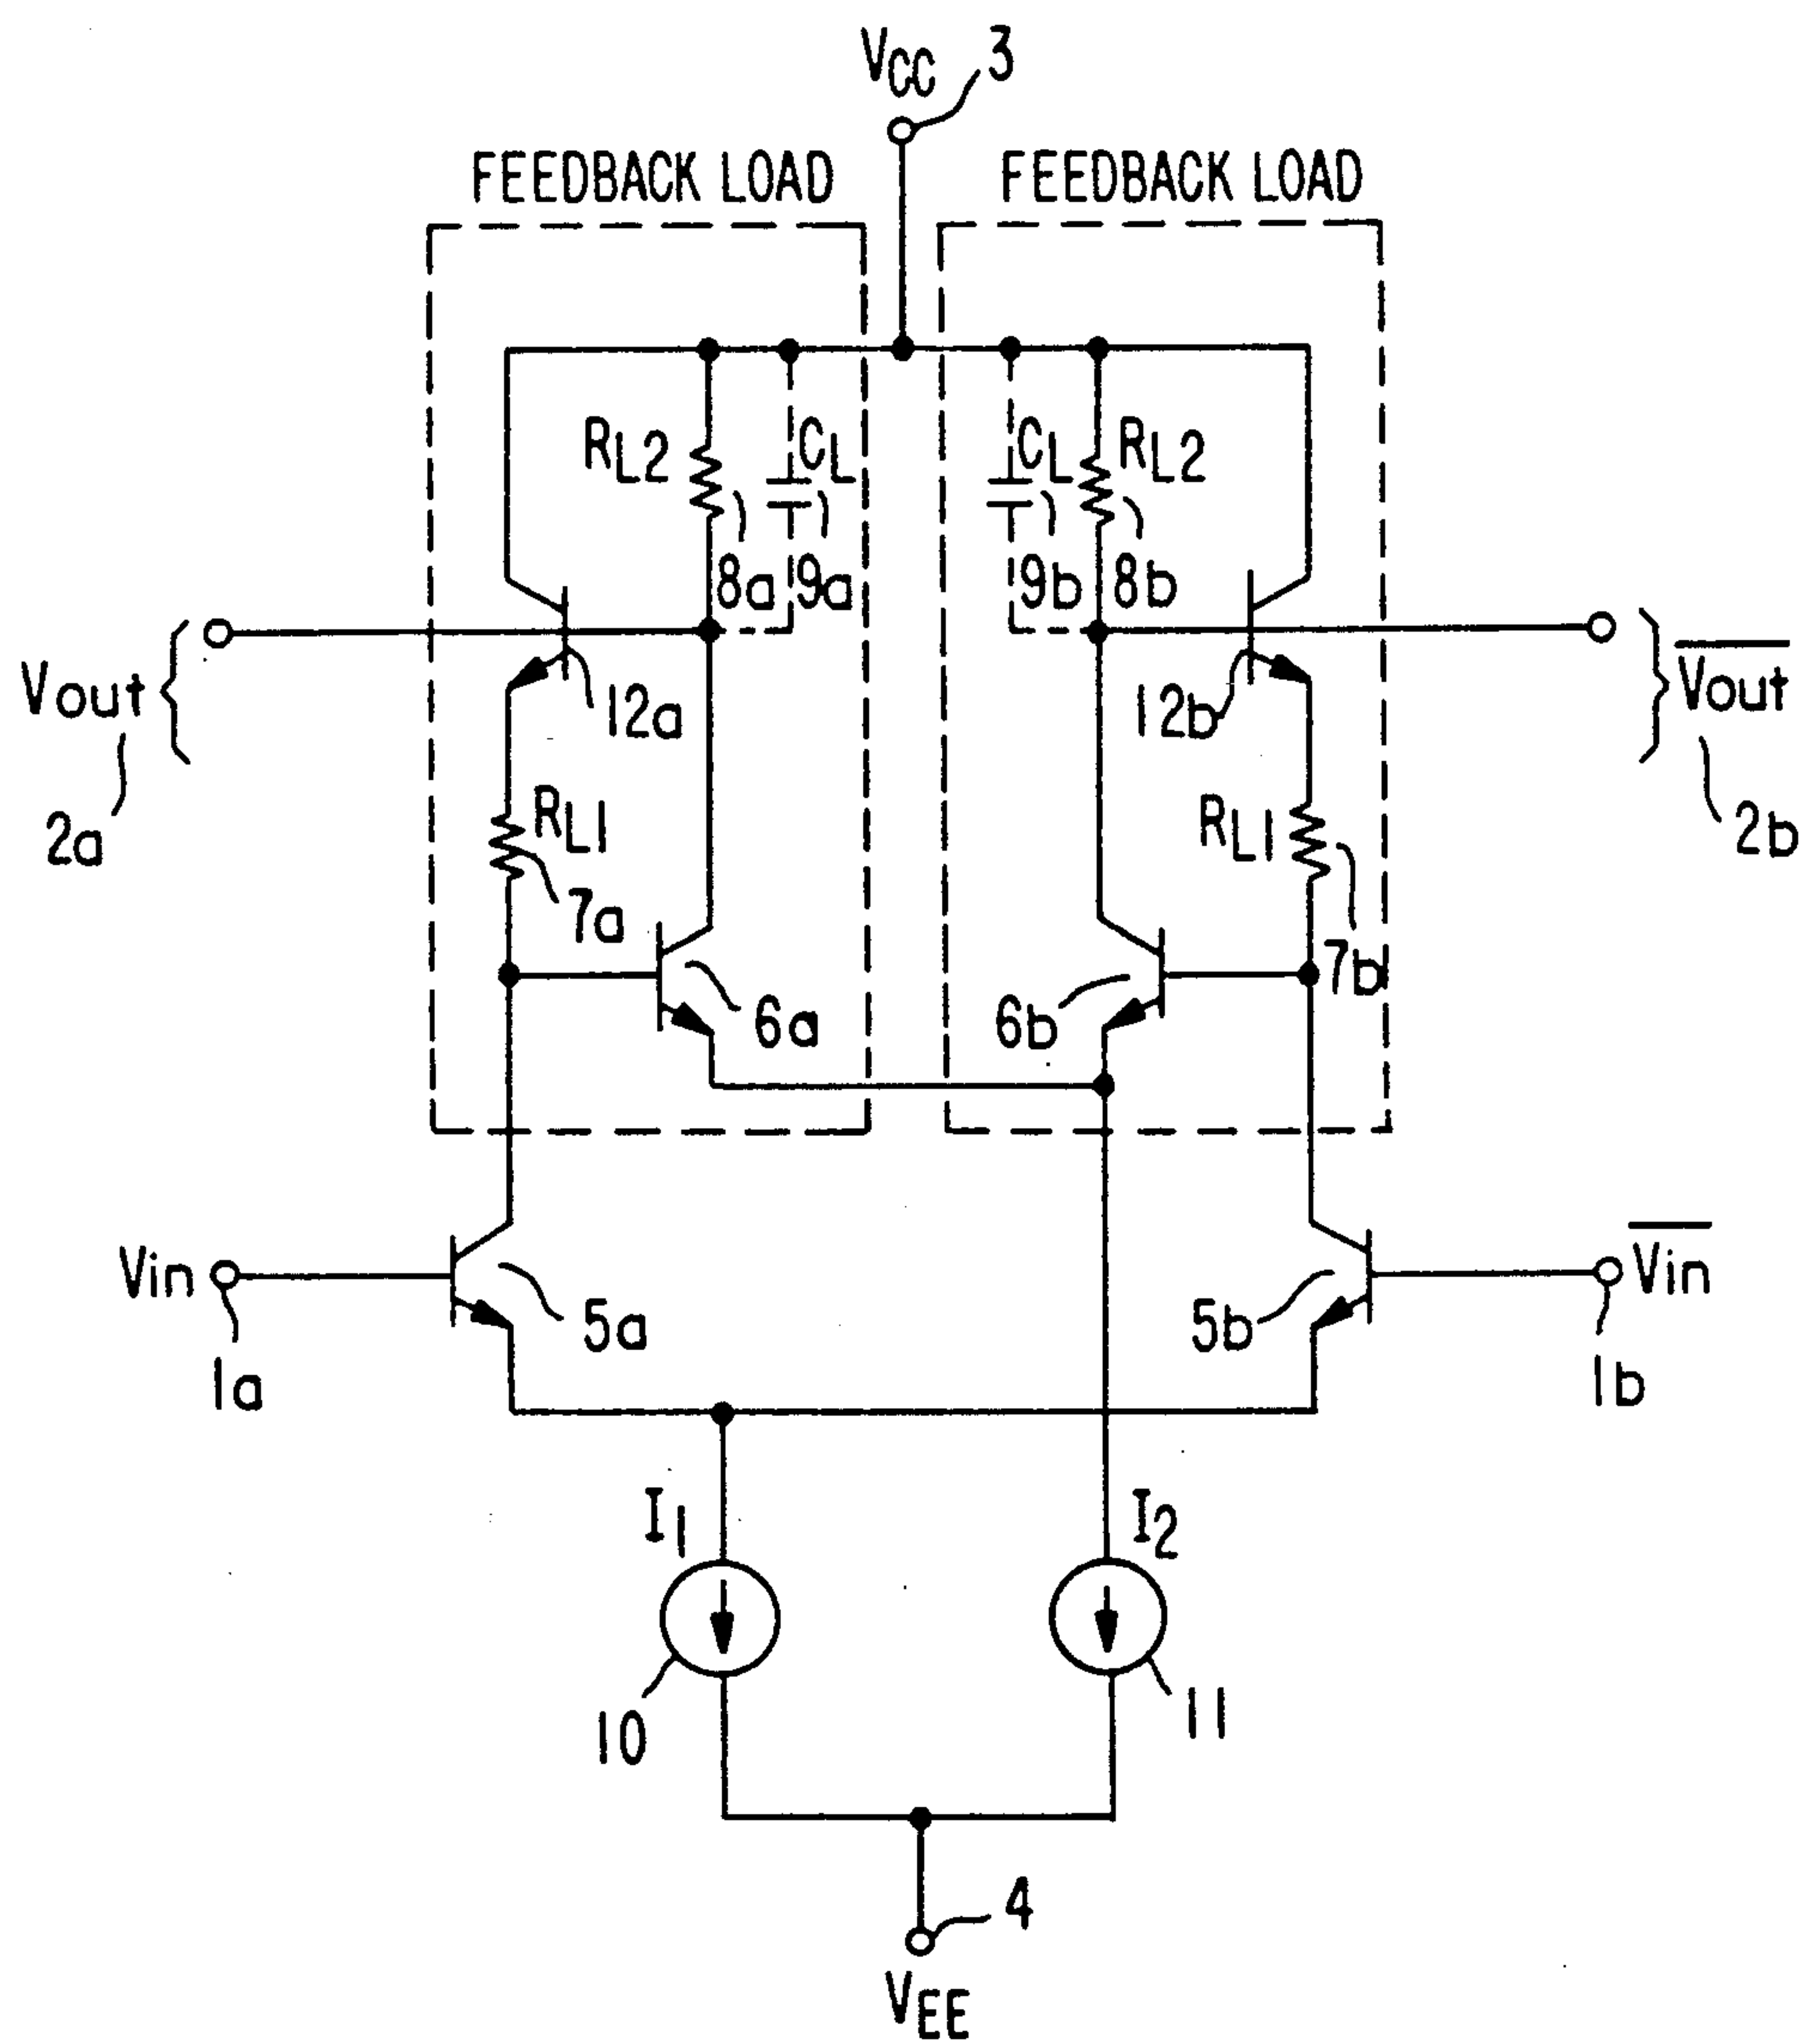 VCC 3
FEEDBACK LOAD FEEDBACK LOAD
RL2 CL CL RL2
8a 9a 9b 8b
Vout 12a 12b Vout
2a RL1 RL1 2b
7a 7b
6a 6b
Vin 5a 5b Vin
1a 1b
I1 I2
10 11
4
VEE